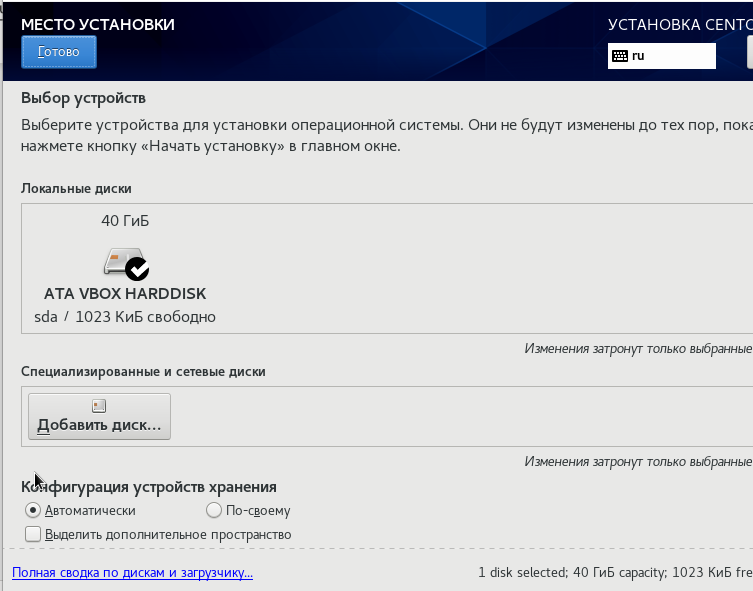 МЕСТО УСТАНОВКИ
УСТАНОВКА CENTO
Готово
ru
Выбор устройств
Выберите устройства для установки операционной системы. Они не будут изменены до тех пор, пока
нажмете кнопку «Начать установку» в главном окне.
Локальные диски
40 ГиБ
ATA VBOX HARDDISK
sda / 1023 КиБ свободно
Изменения затронут только выбранные
Специализированные и сетевые диски
Добавить диск...
Изменения затронут только выбранные
Конфигурация устройств хранения
Автоматически
По-своему
Выделить дополнительное пространство
Полная сводка по дискам и загрузчику...
1 disk selected; 40 ГиБ capacity; 1023 КиБ fre